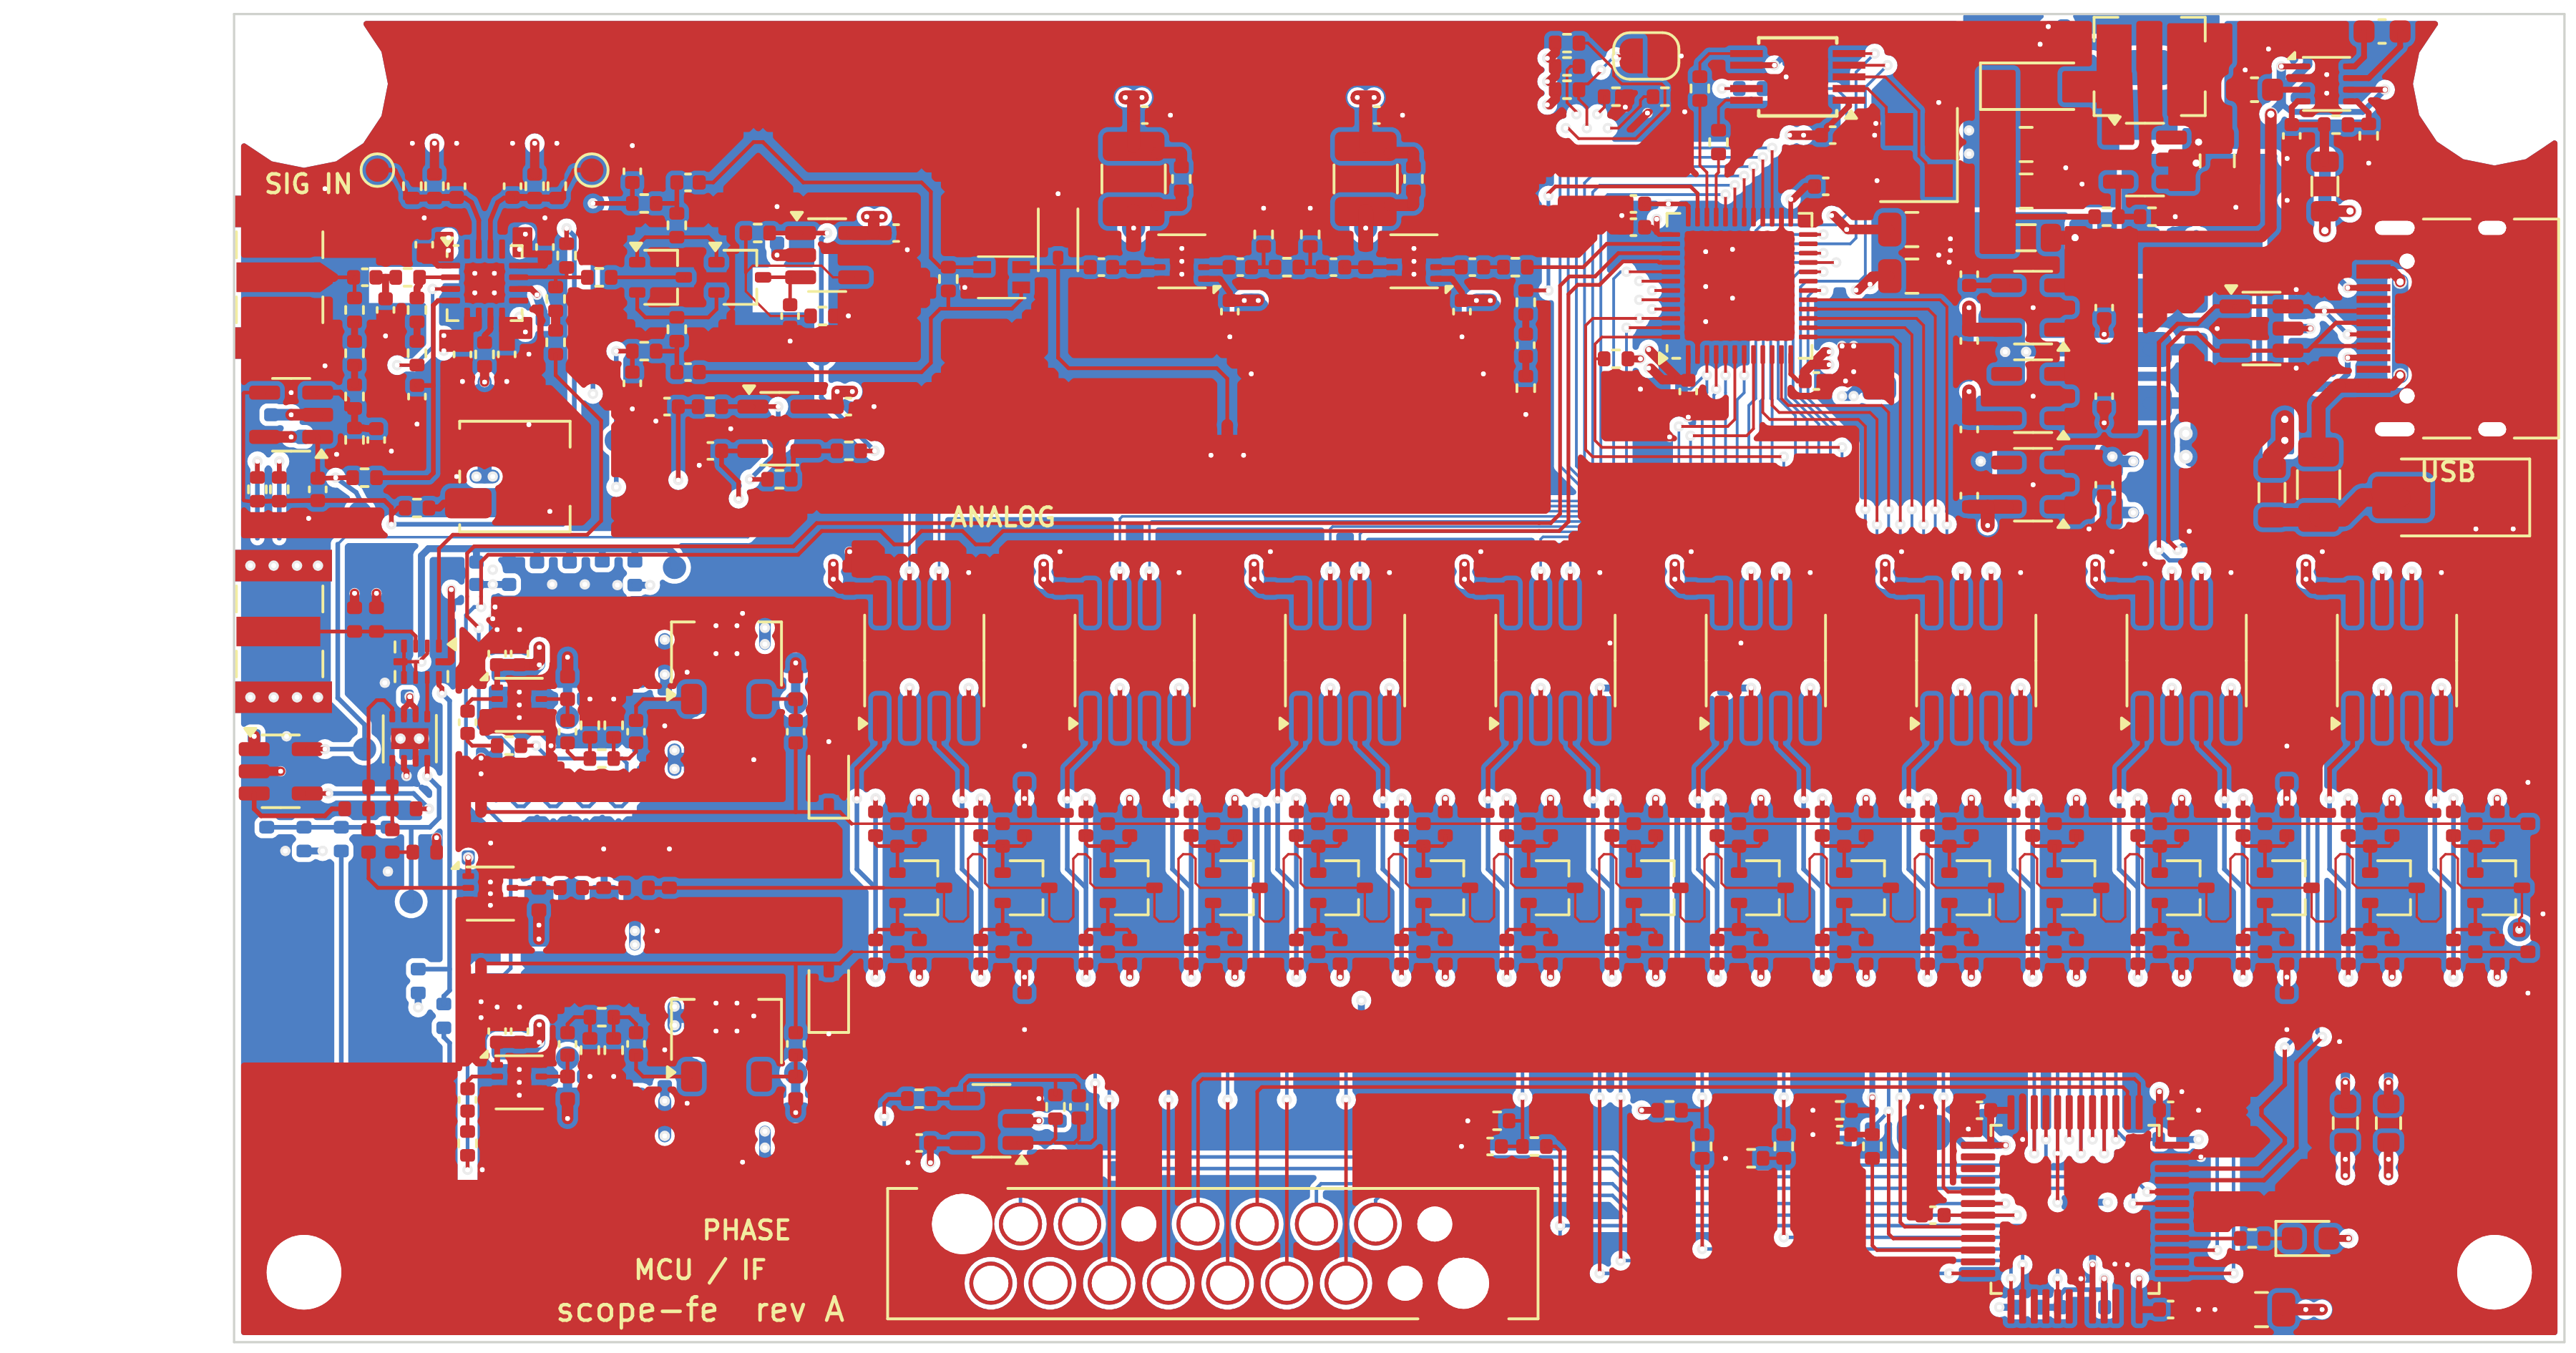 SIG IN
USB
ANALOG
PHASE
MCU / IF
scope-fe rev A